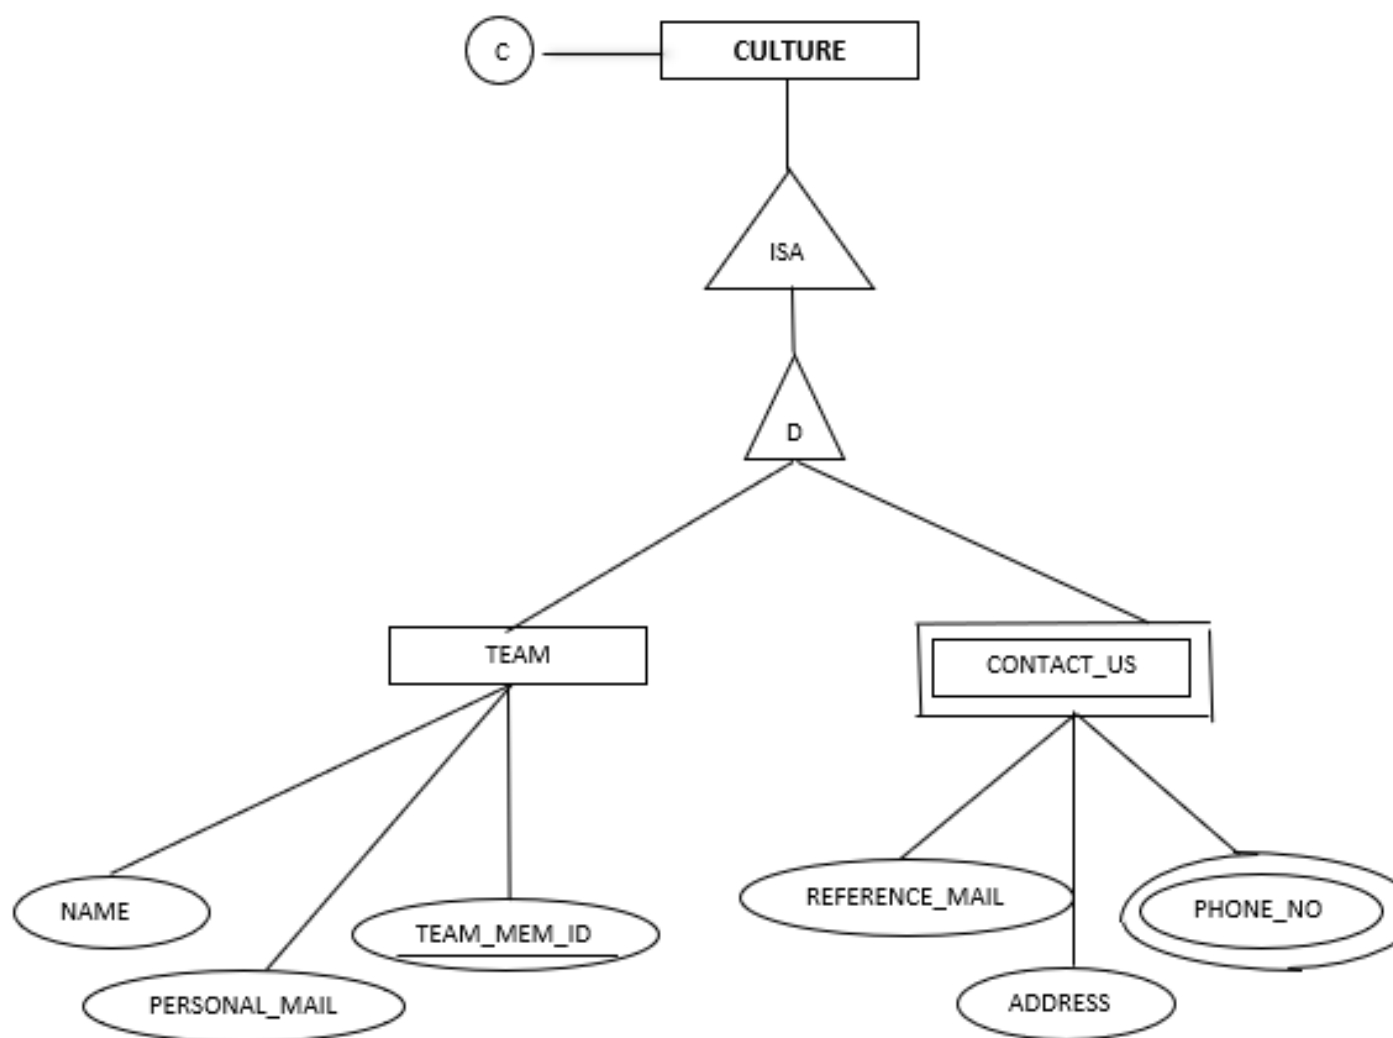 C
CULTURE
ISA
D
TEAM
CONTACT_US
NAME
PERSONAL_MAIL
TEAM_MEM_ID
REFERENCE_MAIL
ADDRESS
PHONE_NO